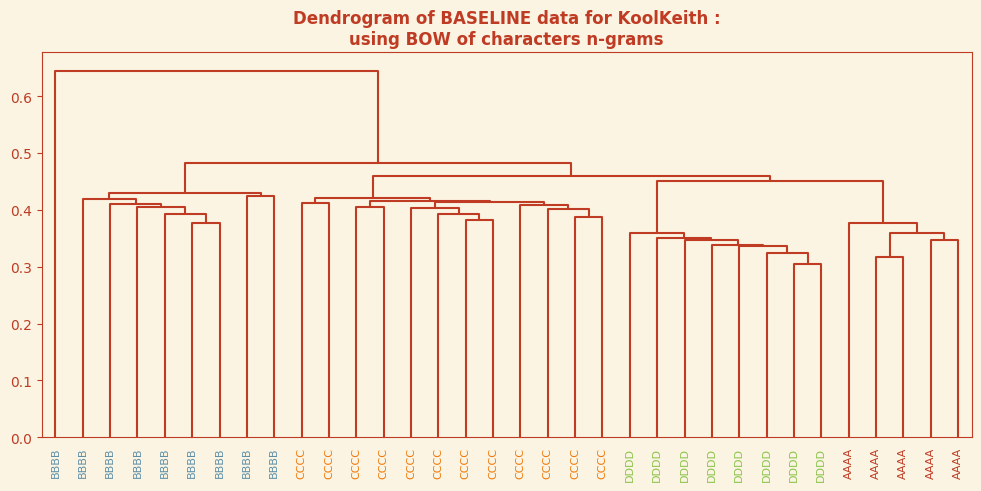 Dendrogram of BASELINE data for KoolKeith :
using BOW of characters n-grams
0.6
0.5
0.4
0.3
0.2
0.1
0.0
BBBB BBBB BBBB BBBB BBBB BBBB BBBB BBBB BBBB CCCC CCCC CCCC CCCC CCCC CCCC CCCC CCCC CCCC CCCC CCCC CCCC DDDD DDDD DDDD DDDD DDDD DDDD DDDD DDDD AAAA AAAA AAAA AAAA AAAA